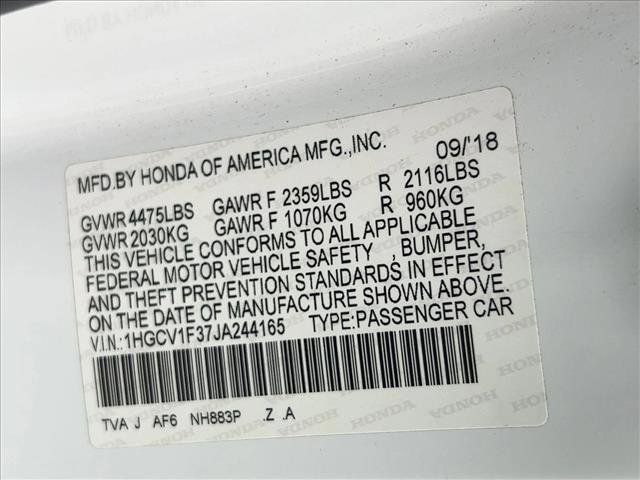 MFD.BY HONDA OF AMERICA MFG.,INC. 09/'18
GVWR 4475LBS GAWR F 2359LBS R 2116LBS
GVWR 2030KG GAWR F 1070KG R 960KG
THIS VEHICLE CONFORMS TO ALL APPLICABLE
FEDERAL MOTOR VEHICLE SAFETY , BUMPER,
AND THEFT PREVENTION STANDARDS IN EFFECT
ON THE DATE OF MANUFACTURE SHOWN ABOVE.
V.I.N.:1HGCV1F37JA244165 TYPE:PASSENGER CAR
TVA J AF6 NH883P .Z .A